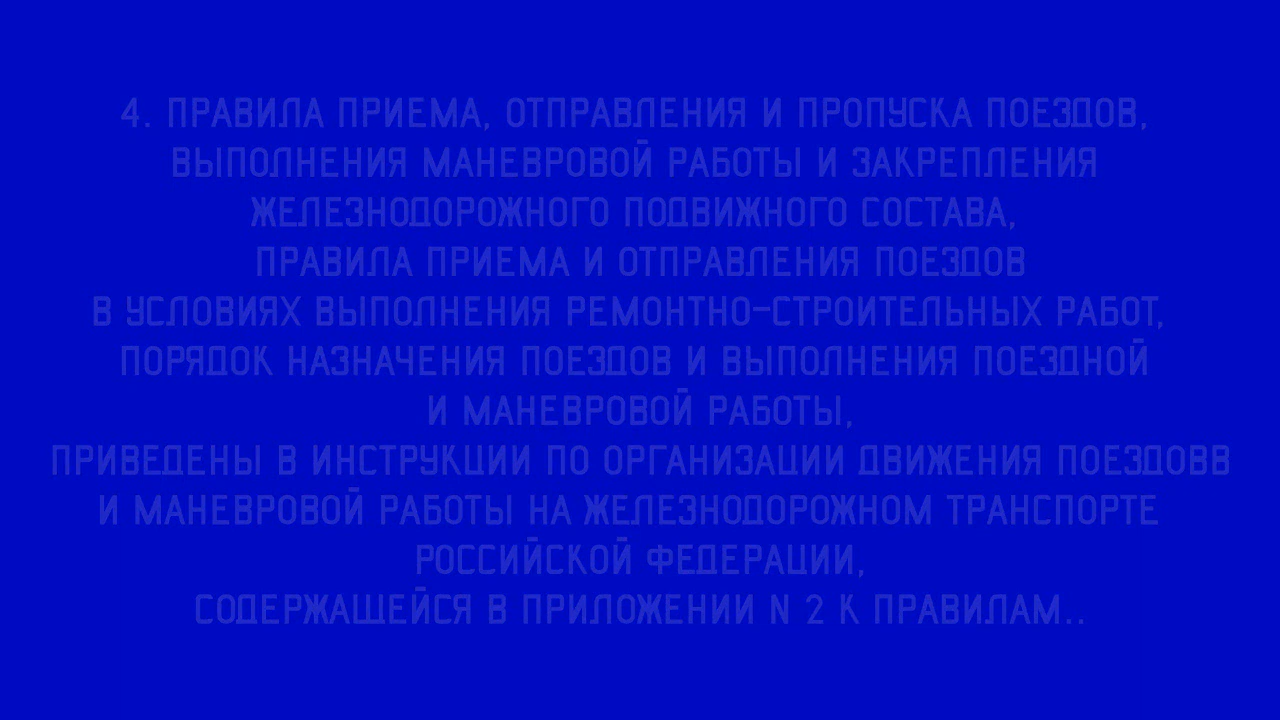 4. ПРАВИЛА ПРИЕМА, ОТПРАВЛЕНИЯ И ПРОПУСКА ПОЕЗДОВ,
ВЫПОЛНЕНИЯ МАНЕВРОВОЙ РАБОТЫ И ЗАКРЕПЛЕНИЯ
ЖЕЛЕЗНОДОРОЖНОГО ПОДВИЖНОГО СОСТАВА,
ПРАВИЛА ПРИЕМА И ОТПРАВЛЕНИЯ ПОЕЗДОВ
В УСЛОВИЯХ ВЫПОЛНЕНИЯ РЕМОНТНО-СТРОИТЕЛЬНЫХ РАБОТ,
ПОРЯДОК НАЗНАЧЕНИЯ ПОЕЗДОВ И ВЫПОЛНЕНИЯ ПОЕЗДНОЙ
И МАНЕВРОВОЙ РАБОТЫ,
ПРИВЕДЕНЫ В ИНСТРУКЦИИ ПО ОРГАНИЗАЦИИ ДВИЖЕНИЯ ПОЕЗДОВВ
И МАНЕВРОВОЙ РАБОТЫ НА ЖЕЛЕЗНОДОРОЖНОМ ТРАНСПОРТЕ
РОССИЙСКОЙ ФЕДЕРАЦИИ,
СОДЕРЖАЩЕЙСЯ В ПРИЛОЖЕНИИ N 2 К ПРАВИЛАМ..